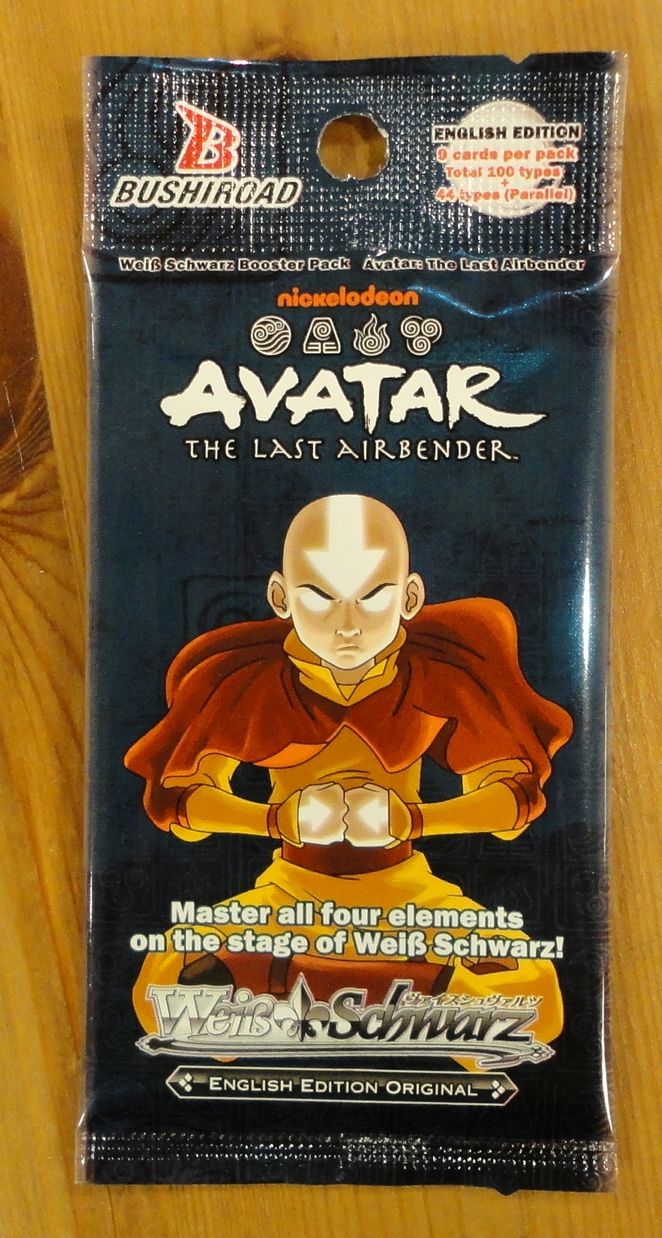 B
BUSHIROAD
ENGLISH EDITION
9 cards per pack
Total 100 types
+
44 types (Parallel)
Weiß Schwarz Booster Pack Avatar: The Last Airbender
nickelodeon
AVATAR
THE LAST AIRBENDER™
Master all four elements
on the stage of Weiß Schwarz!
ヴァイスシュヴァルツ
Weiß Schwarz
ENGLISH EDITION ORIGINAL